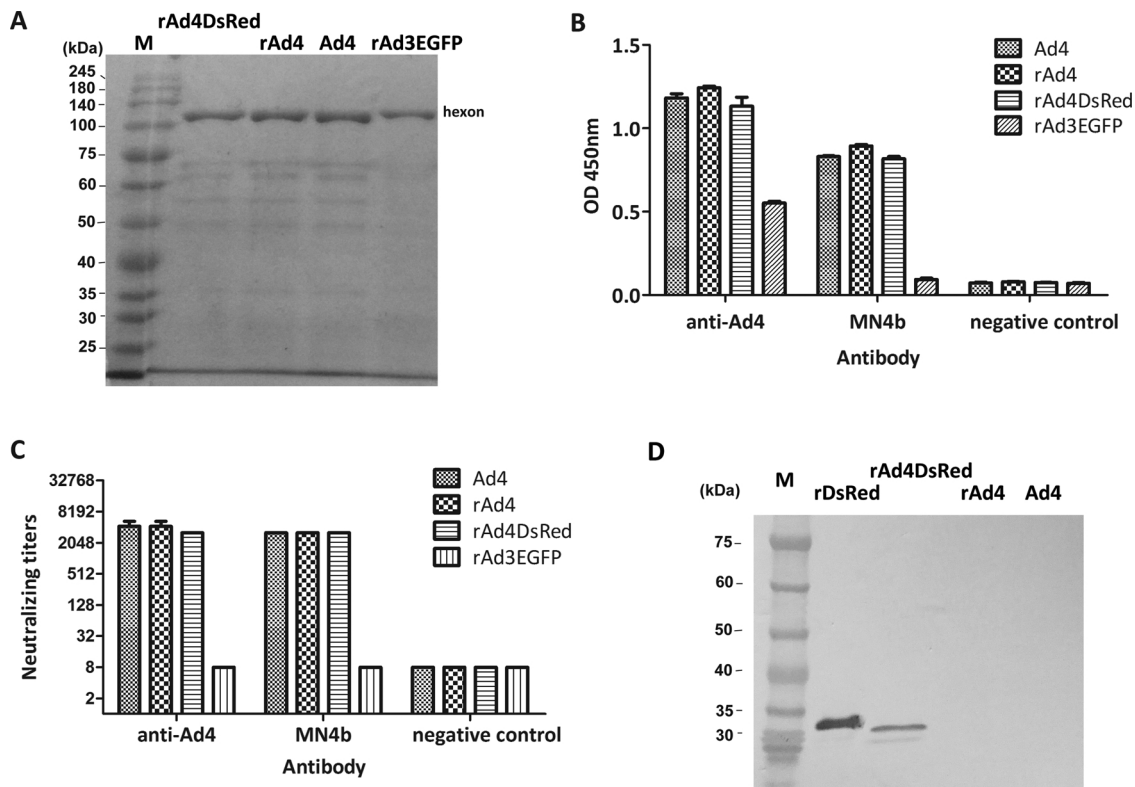 A
rAd4DsRed
(kDa) M rAd4 Ad4 rAd3EGFP
245
180
140
100
75
60
50
40
35
30
25
hexon
B
1.5
1.0
0.5
0.0
OD 450nm
Ad4
rAd4
rAd4DsRed
rAd3EGFP
anti-Ad4 MN4b negative control
Antibody
C
32768
8192
2048
512
128
32
8
2
Neutralizing titers
Ad4
rAd4
rAd4DsRed
rAd3EGFP
anti-Ad4 MN4b negative control
Antibody
D
rAd4DsRed
(kDa) M rDsRed rAd4 Ad4
75
60
50
40
35
30